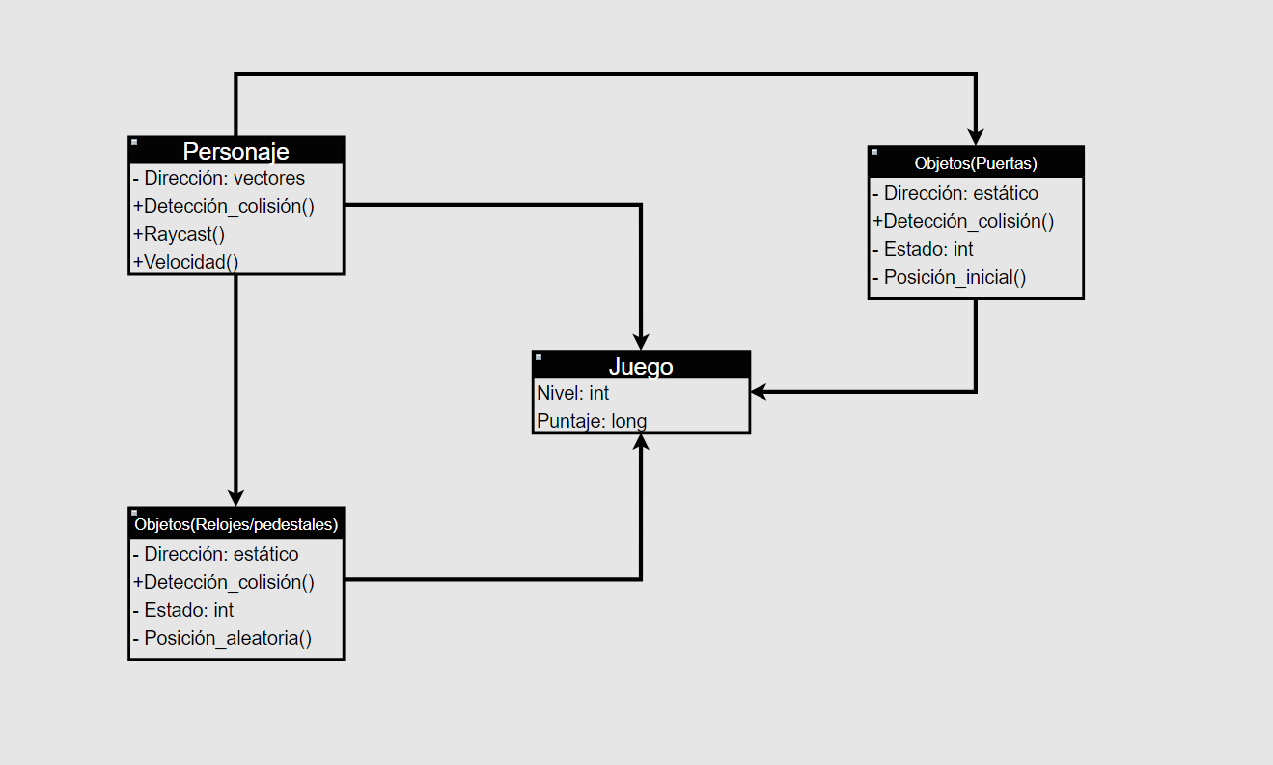 Personaje
- Dirección: vectores
+Detección_colisión()
+Raycast()
+Velocidad()
Objetos(Puertas)
- Dirección: estático
+Detección_colisión()
- Estado: int
- Posición_inicial()
Juego
Nivel: int
Puntaje: long
Objetos(Relojes/pedestales)
- Dirección: estático
+Detección_colisión()
- Estado: int
- Posición_aleatoria()